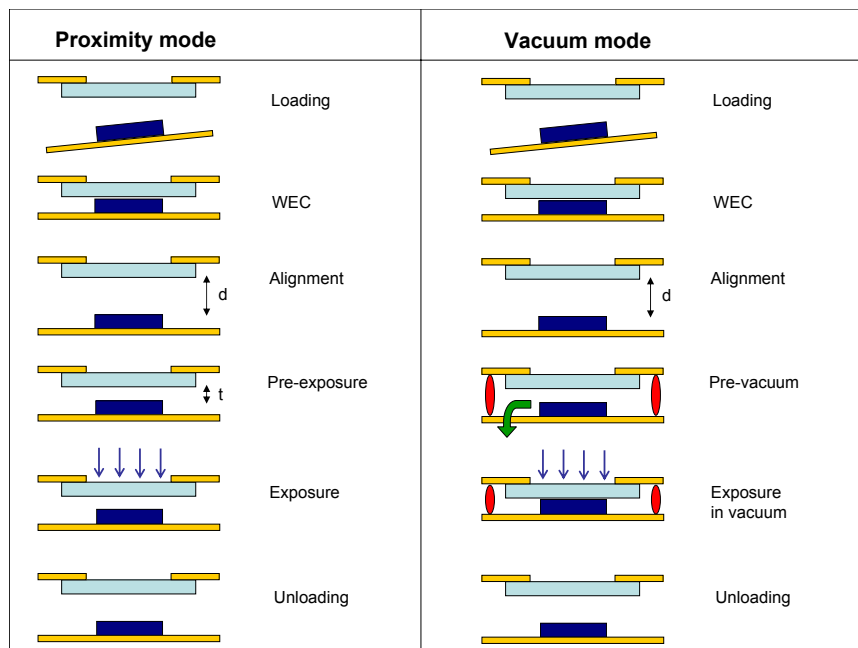 Proximity mode
Loading
WEC
Alignment
d
Pre-exposure
t
Exposure
Unloading
Vacuum mode
Loading
WEC
Alignment
d
Pre-vacuum
Exposure
in vacuum
Unloading